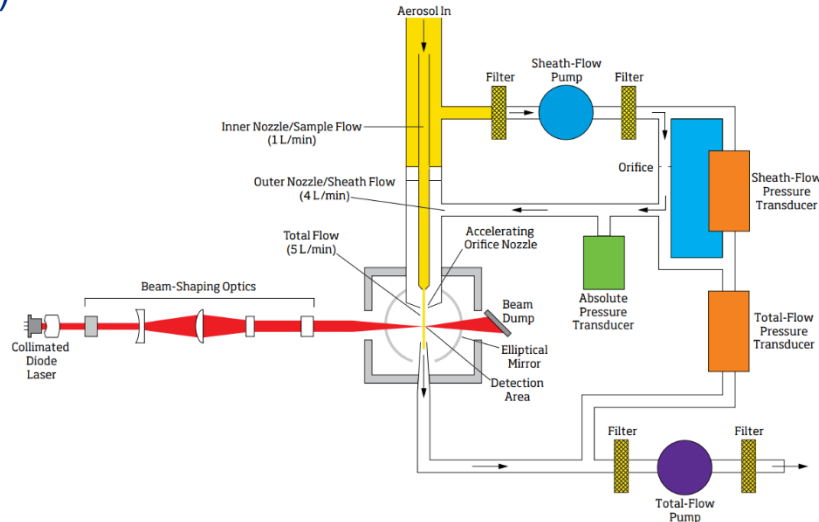 )
Aerosol In
Filter
Sheath-Flow
Pump
Filter
Inner Nozzle/Sample Flow
(1 L/min)
Orifice
Sheath-Flow
Pressure
Transducer
Outer Nozzle/Sheath Flow
(4 L/min)
Total Flow
(5 L/min)
Accelerating
Orifice Nozzle
Beam-Shaping Optics
Absolute
Pressure
Transducer
Beam
Dump
Total-Flow
Pressure
Transducer
Collimated
Diode
Laser
Elliptical
Mirror
Detection
Area
Filter
Filter
Total-Flow
Pump